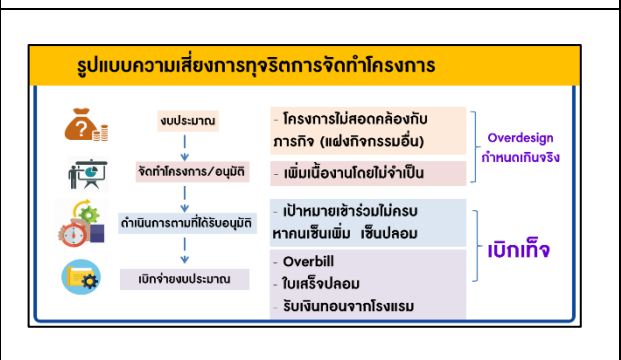 รูปแบบความเสี่ยงการทุจริตการจัดทำโครงการ
งบประมาณ
- โครงการไม่สอดคล้องกับ
ภารกิจ (แฝงกิจกรรมอื่น)
จัดทำโครงการ/อนุมัติ
- เพิ่มเนื้องานโดยไม่จำเป็น
Overdesign
กำหนดเกินจริง
ดำเนินการตามที่ได้รับอนุมัติ
- เป้าหมายเข้าร่วมไม่ครบ
หาคนเซ็นเพิ่ม เซ็นปลอม
เบิกจ่ายงบประมาณ
- Overbill
- ใบเสร็จปลอม
- รับเงินทอนจากโรงแรม
เบิกเท็จ